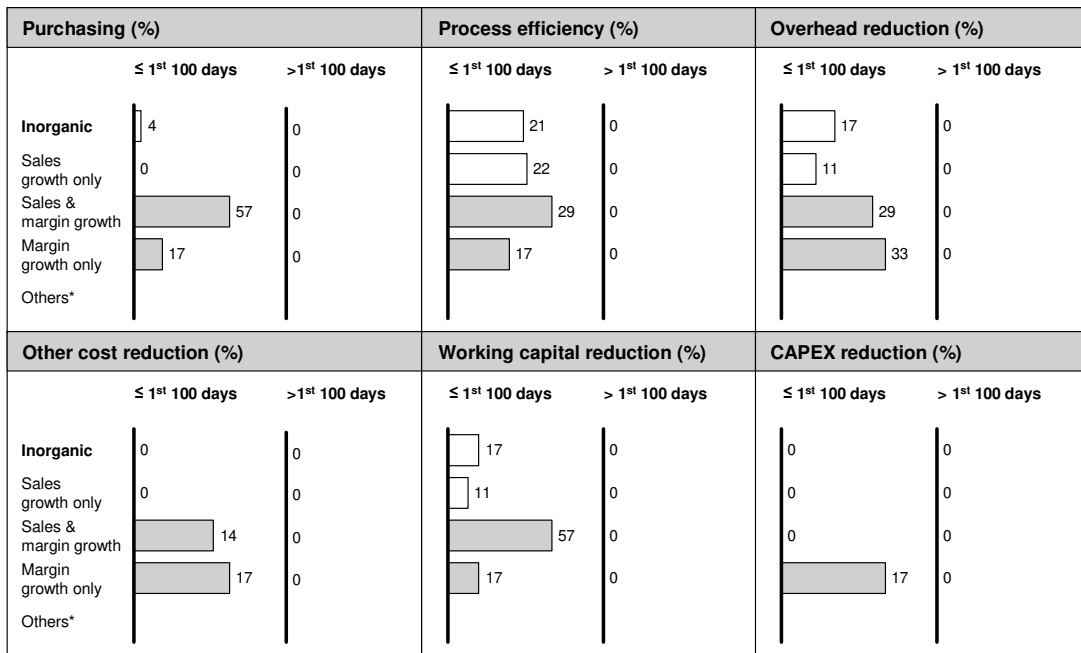 Purchasing (%)
Process efficiency (%)
Overhead reduction (%)
≤ 1st 100 days
>1st 100 days
≤ 1st 100 days
> 1st 100 days
≤ 1st 100 days
> 1st 100 days
Inorganic
4
0
21
0
17
0
Sales
growth only
0
0
22
0
11
0
Sales &
margin growth
57
0
29
0
29
0
Margin
growth only
17
0
17
0
33
0
Others*
Other cost reduction (%)
Working capital reduction (%)
CAPEX reduction (%)
≤ 1st 100 days
>1st 100 days
≤ 1st 100 days
> 1st 100 days
≤ 1st 100 days
> 1st 100 days
Inorganic
0
0
17
0
0
0
Sales
growth only
0
0
11
0
0
0
Sales &
margin growth
14
0
57
0
0
0
Margin
growth only
17
0
17
0
17
0
Others*